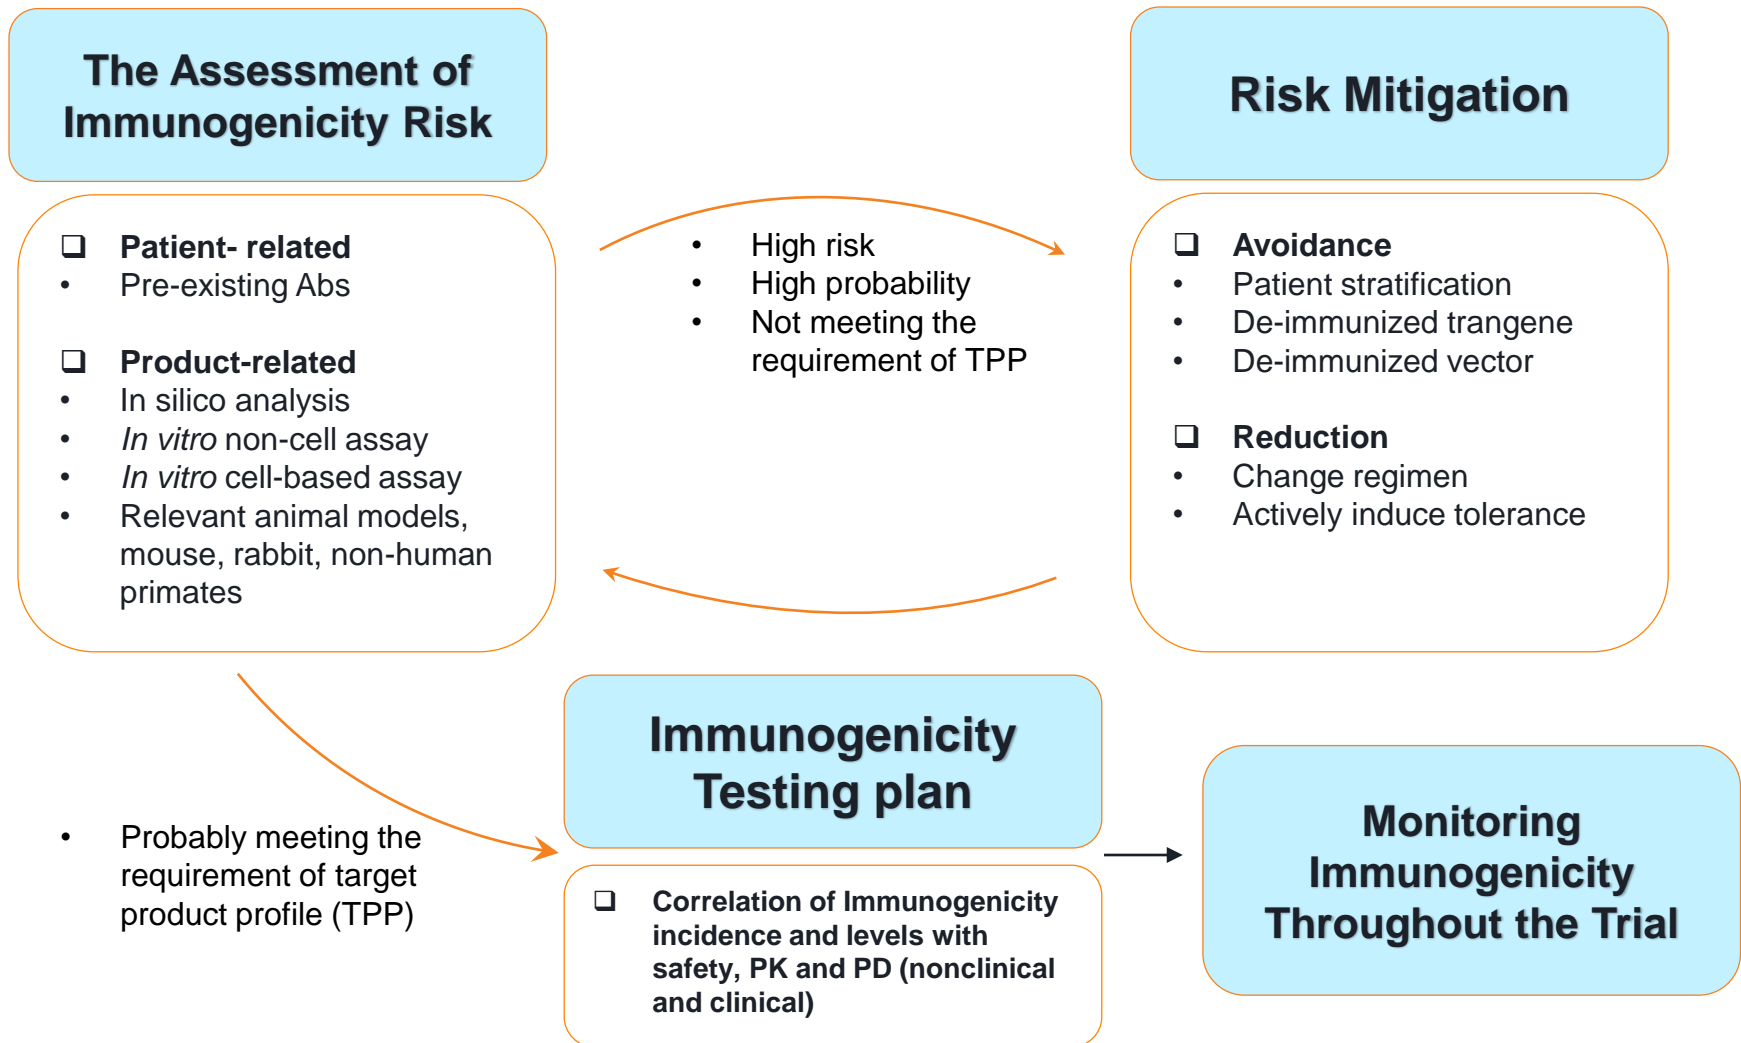 The Assessment of
Immunogenicity Risk
❑ Patient- related
• Pre-existing Abs
❑ Product-related
• In silico analysis
• In vitro non-cell assay
• In vitro cell-based assay
• Relevant animal models,
mouse, rabbit, non-human
primates
• High risk
• High probability
• Not meeting the
requirement of TPP
Risk Mitigation
❑ Avoidance
• Patient stratification
• De-immunized trangene
• De-immunized vector
❑ Reduction
• Change regimen
• Actively induce tolerance
• Probably meeting the
requirement of target
product profile (TPP)
Immunogenicity
Testing plan
❑ Correlation of Immunogenicity
incidence and levels with
safety, PK and PD (nonclinical
and clinical)
Monitoring
Immunogenicity
Throughout the Trial